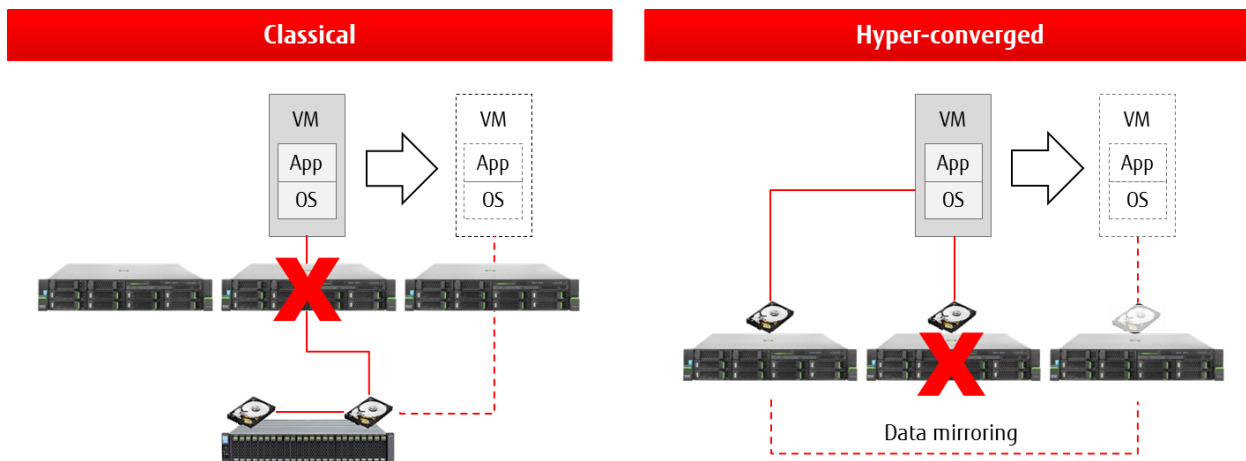 Classical
Hyper-converged
VM
App
OS
VM
App
OS
VM
App
OS
VM
App
OS
Data mirroring